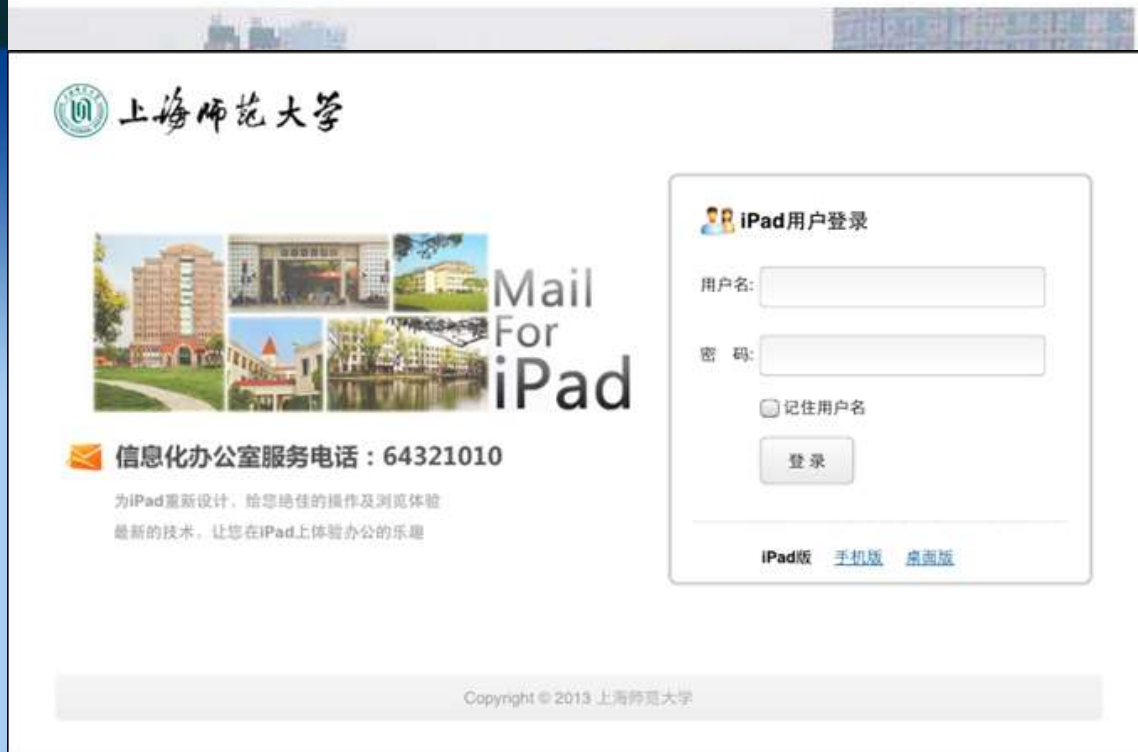 上海师范大学
Mail
For
iPad
信息化办公室服务电话：64321010
为iPad重新设计，给您绝佳的操作及浏览体验
最新的技术，让您在iPad上体验办公的乐趣
iPad用户登录
用户名:
密 码:
记住用户名
登 录
iPad版 手机版 桌面版
Copyright © 2013 上海师范大学